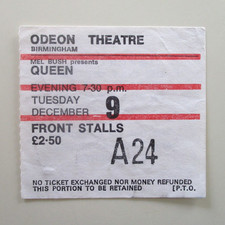 ODEON THEATRE
BIRMINGHAM
MEL BUSH presents
QUEEN
EVENING 7-30 p.m.
TUESDAY
DECEMBER 9
FRONT STALLS
£2-50
A24
NO TICKET EXCHANGED NOR MONEY REFUNDED
THIS PORTION TO BE RETAINED [P.T.O.